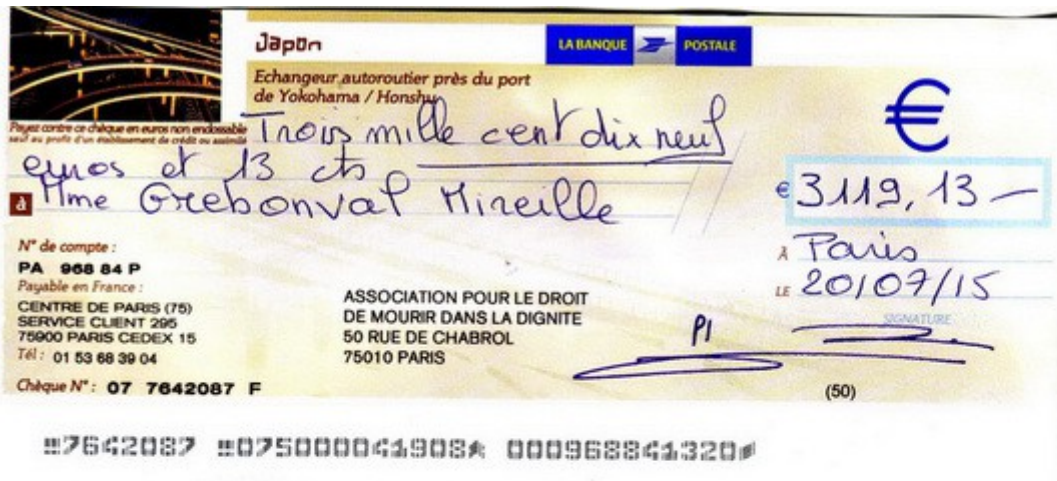 Japon
LA BANQUE POSTALE
Echangeur autoroutier près du port
de Yokohama / Honshu
€
Payez contre ce chèque en euros non endossable
sauf au profit d'un établissement de crédit ou assimilé
Trois mille cent dix neuf
euros et 13 cts
€ 3119, 13 —
à Mme Grebonval Mireille
À Paris
LE 20/07/15
SIGNATURE
N° de compte :
PA 968 84 P
Payable en France :
CENTRE DE PARIS (75)
SERVICE CLIENT 295
75900 PARIS CEDEX 15
Tél : 01 53 68 39 04
ASSOCIATION POUR LE DROIT
DE MOURIR DANS LA DIGNITE
50 RUE DE CHABROL
75010 PARIS
PI
Chèque N° : 07 7642087 F
(50)
7642087 075000041908 000968841320